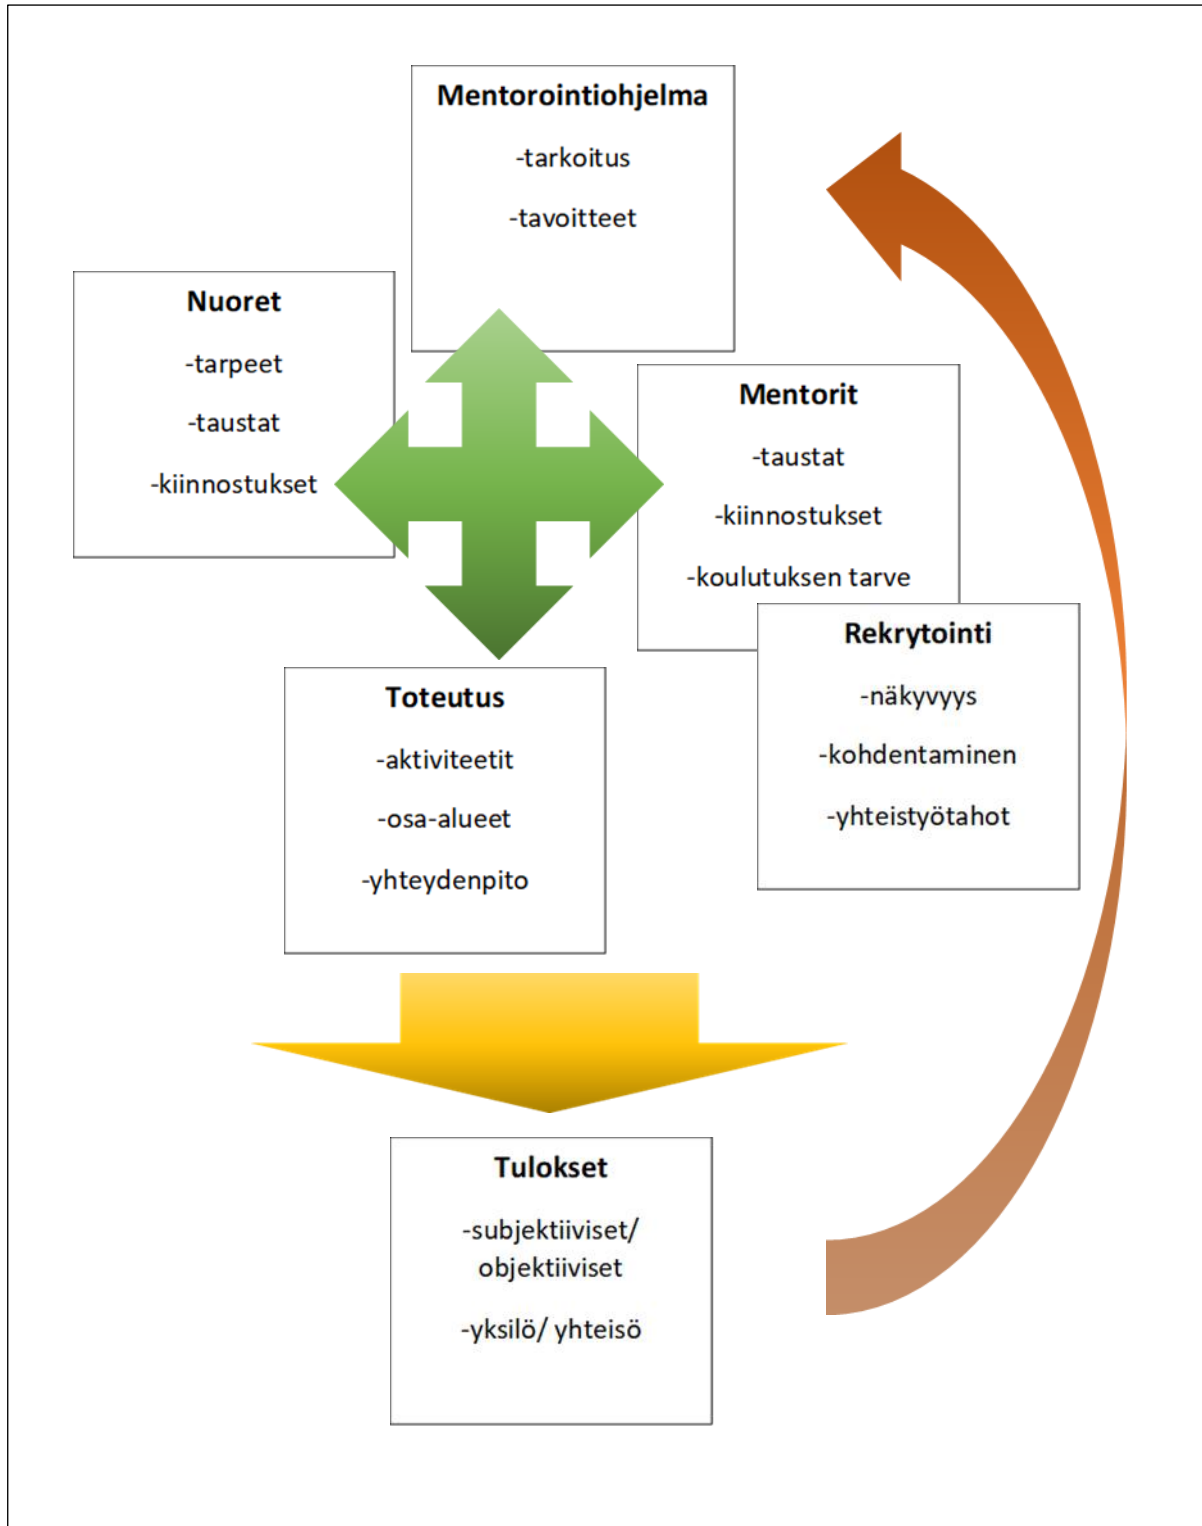 Mentorointiohjelma
-tarkoitus
-tavoitteet
Nuoret
-tarpeet
-taustat
-kiinnostukset
Mentorit
-taustat
-kiinnostukset
-koulutuksen tarve
Rekrytointi
-näkyvyys
-kohdentaminen
-yhteistyötahot
Toteutus
-aktiviteetit
-osa-alueet
-yhteydenpito
Tulokset
-subjektiiviset/
objektiiviset
-yksilö/ yhteisö